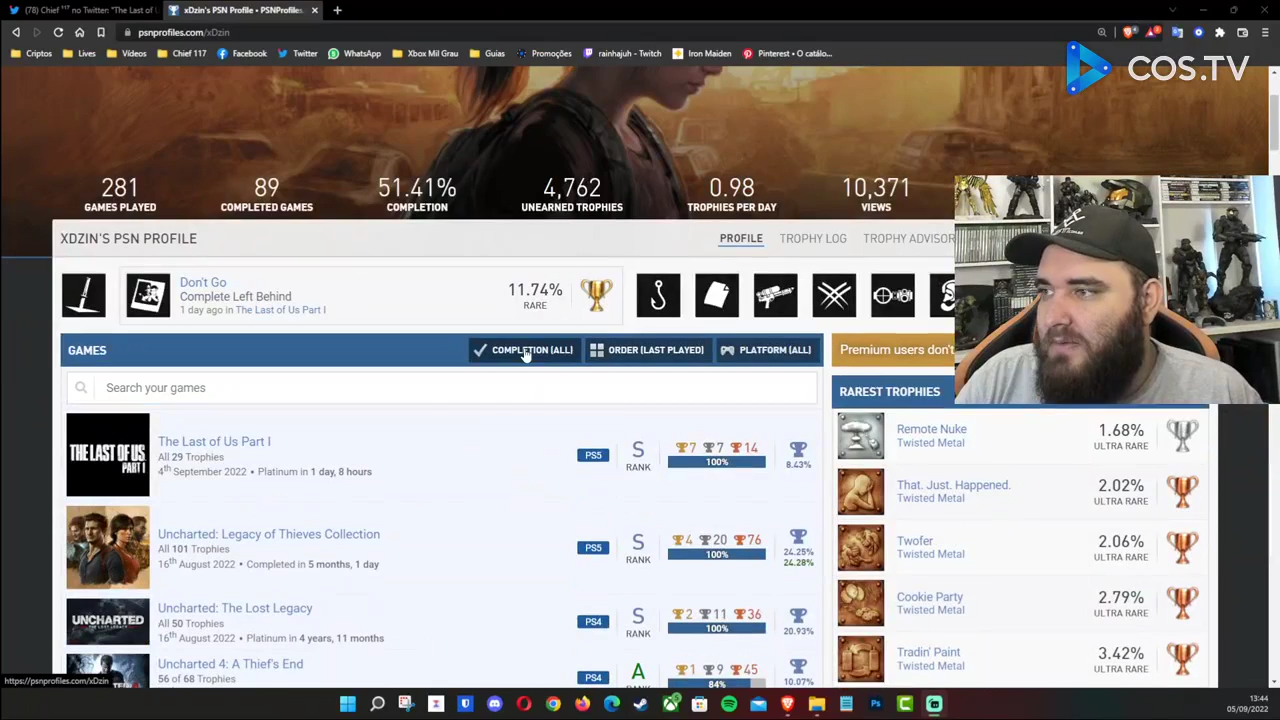 (78) Chief 117 no Twitter: "The Last of U
xDzin's PSN Profile • PSNProfiles
psnprofiles.com/xDzin
Criptos
Lives
Vídeos
Chief 117
Facebook
Twitter
WhatsApp
Xbox Mil Grau
Guias
Promoções
rainhajuh - Twitch
Iron Maiden
Pinterest • O catálo...
COS.TV
281
GAMES PLAYED
89
COMPLETED GAMES
51.41%
COMPLETION
4,762
UNEARNED TROPHIES
0.98
TROPHIES PER DAY
10,371
VIEWS
XDZIN'S PSN PROFILE
PROFILE
TROPHY LOG
TROPHY ADVISOR
Don't Go
Complete Left Behind
1 day ago in The Last of Us Part I
11.74%
RARE
GAMES
COMPLETION (ALL)
ORDER (LAST PLAYED)
PLATFORM (ALL)
Search your games
THE LAST OF US
PART I
The Last of Us Part I
All 29 Trophies
4th September 2022 • Platinum in 1 day, 8 hours
PS5
S
RANK
7 7 14
100%
8.43%
Uncharted: Legacy of Thieves Collection
All 101 Trophies
16th August 2022 • Completed in 5 months, 1 day
PS5
S
RANK
4 20 76
100%
24.25%
24.28%
UNCHARTED
Uncharted: The Lost Legacy
All 50 Trophies
16th August 2022 • Platinum in 4 years, 11 months
PS4
S
RANK
2 11 36
100%
20.93%
Uncharted 4: A Thief's End
56 of 68 Trophies
PS4
A
1 9 45
84%
10.07%
Premium users don't
RAREST TROPHIES
Remote Nuke
Twisted Metal
1.68%
ULTRA RARE
That. Just. Happened.
Twisted Metal
2.02%
ULTRA RARE
Twofer
Twisted Metal
2.06%
ULTRA RARE
Cookie Party
Twisted Metal
2.79%
ULTRA RARE
Tradin' Paint
Twisted Metal
3.42%
ULTRA RARE
https://psnprofiles.com/xDzin
13:44
05/09/2022